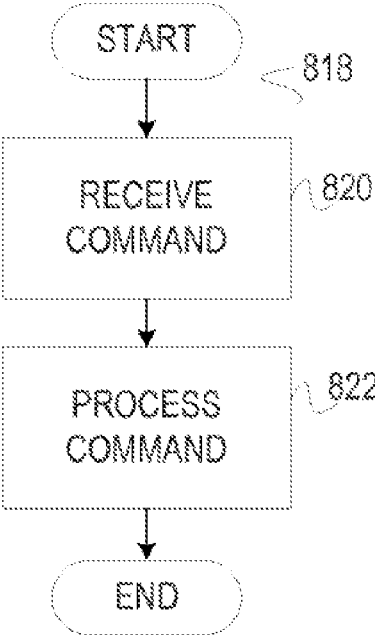 START
818
RECEIVE
COMMAND
820
PROCESS
COMMAND
822
END